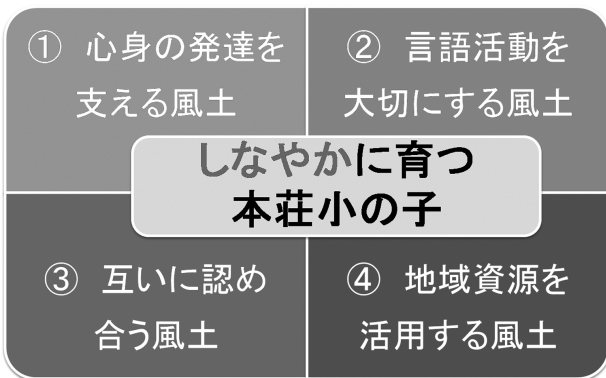 ① 心身の発達を
支える風土
② 言語活動を
大切にする風土
しなやかに育つ
本荘小の子
③ 互いに認め
合う風土
④ 地域資源を
活用する風土